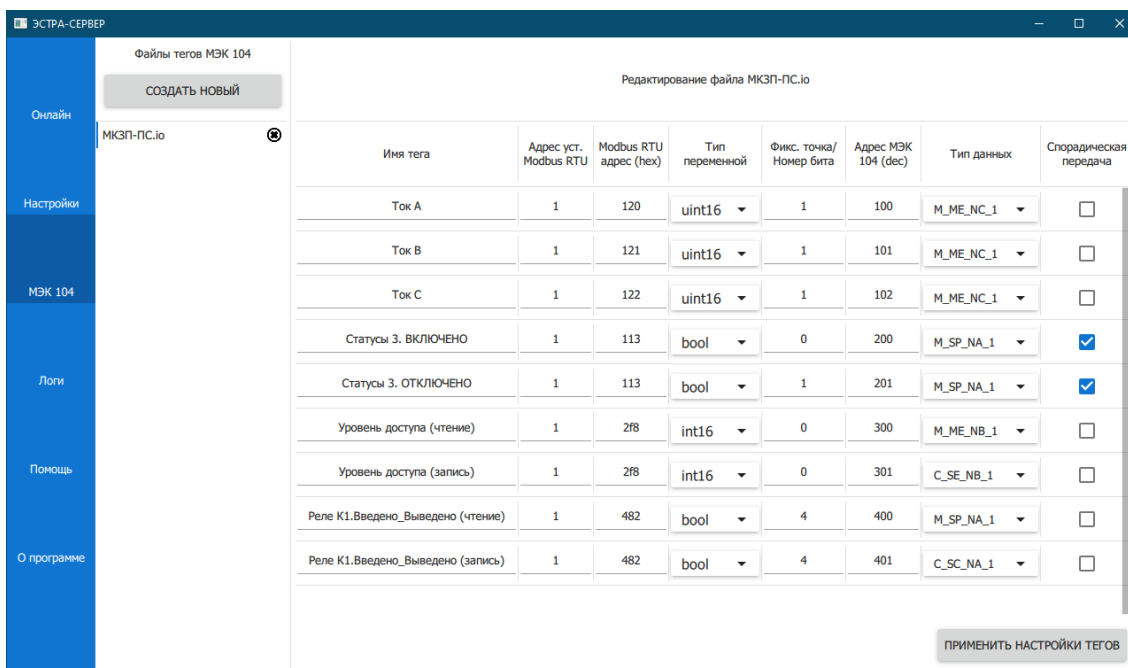 ЭСТРА-СЕРВЕР
Онлайн
Настройки
МЭК 104
Логи
Помощь
О программе
Файлы тегов МЭК 104
СОЗДАТЬ НОВЫЙ
МКЗП-ПС.io
Редактирование файла МКЗП-ПС.io
Имя тега Адрес уст. Modbus RTU Modbus RTU адрес (hex) Тип переменной Фикс. точка/ Номер бита Адрес МЭК 104 (dec) Тип данных Спорадическая передача
Ток A 1 120 uint16 1 100 M_ME_NC_1
Ток B 1 121 uint16 1 101 M_ME_NC_1
Ток C 1 122 uint16 1 102 M_ME_NC_1
Статусы 3. ВКЛЮЧЕНО 1 113 bool 0 200 M_SP_NA_1
Статусы 3. ОТКЛЮЧЕНО 1 113 bool 1 201 M_SP_NA_1
Уровень доступа (чтение) 1 2f8 int16 0 300 M_ME_NB_1
Уровень доступа (запись) 1 2f8 int16 0 301 C_SE_NB_1
Реле K1.Введено_Выведено (чтение) 1 482 bool 4 400 M_SP_NA_1
Реле K1.Введено_Выведено (запись) 1 482 bool 4 401 C_SC_NA_1
ПРИМЕНИТЬ НАСТРОЙКИ ТЕГОВ